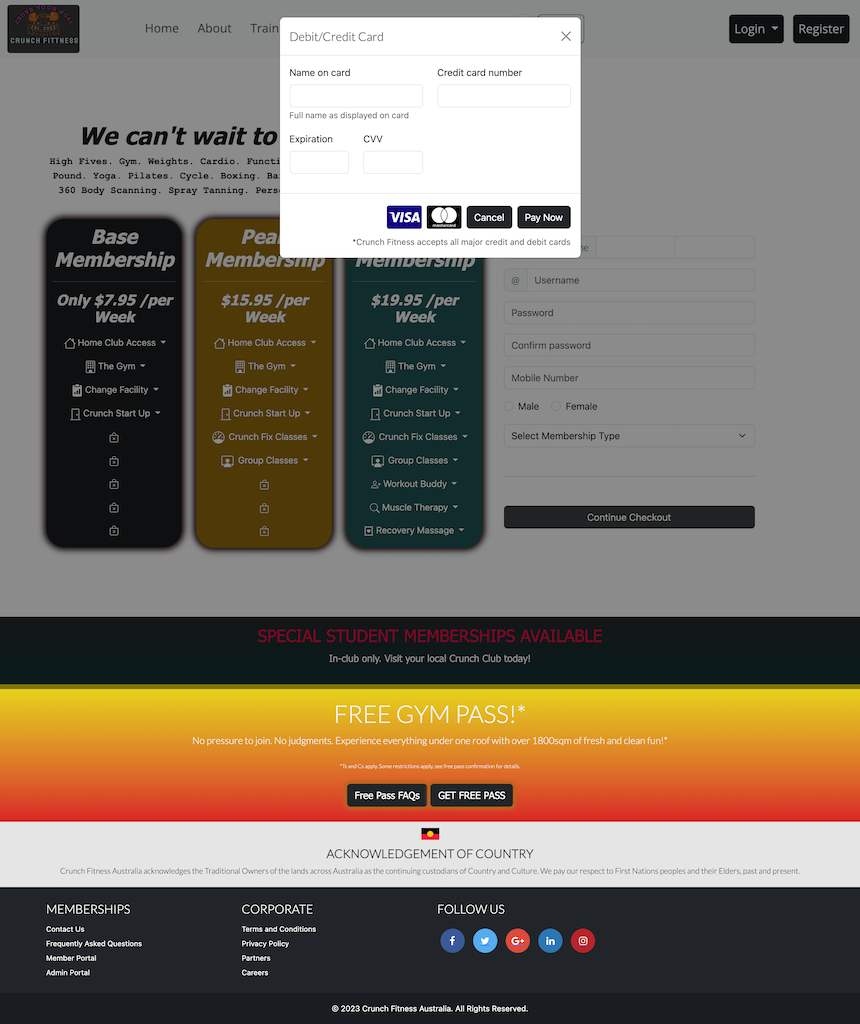 CRUNCH FITTNESS
Home About Train
Login Register
Debit/Credit Card
Name on card Credit card number
Full name as displayed on card
Expiration CVV
VISA mastercard Cancel Pay Now
*Crunch Fitness accepts all major credit and debit cards
We can't wait to
High Fives. Gym. Weights. Cardio.
Pound. Yoga. Pilates. Cycle. Boxing.
360 Body Scanning. Spray Tanning.
Base Membership
Only $7.95 /per Week
Home Club Access
The Gym
Change Facility
Crunch Start Up
Membership
$15.95 /per Week
Home Club Access
The Gym
Change Facility
Crunch Start Up
Crunch Fix Classes
Group Classes
Membership
$19.95 /per Week
Home Club Access
The Gym
Change Facility
Crunch Start Up
Crunch Fix Classes
Group Classes
Workout Buddy
Muscle Therapy
Recovery Massage
@ Username
Password
Confirm password
Mobile Number
Male Female
Select Membership Type
Continue Checkout
SPECIAL STUDENT MEMBERSHIPS AVAILABLE
In-club only. Visit your local Crunch Club today!
FREE GYM PASS!*
No pressure to join. No judgments. Experience everything under one roof with over 1800sqm of fresh and clean fun!*
*Ts and Cs apply. Some restrictions apply, see free pass confirmation for details.
Free Pass FAQs GET FREE PASS
ACKNOWLEDGEMENT OF COUNTRY
Crunch Fitness Australia acknowledges the Traditional Owners of the lands across Australia as the continuing custodians of Country and Culture. We pay our respect to First Nations peoples and their Elders, past and present.
MEMBERSHIPS
Contact Us
Frequently Asked Questions
Member Portal
Admin Portal
CORPORATE
Terms and Conditions
Privacy Policy
Partners
Careers
FOLLOW US
© 2023 Crunch Fitness Australia. All Rights Reserved.